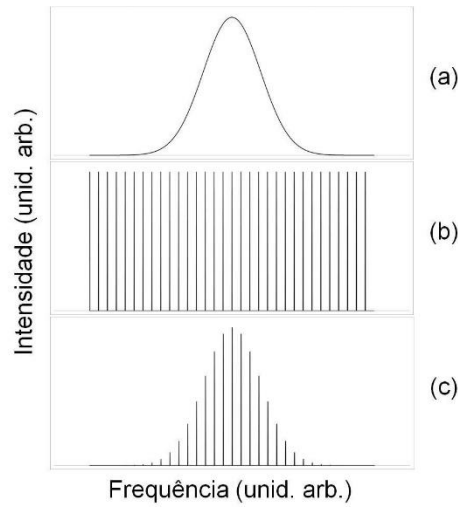 Intensidade (unid. arb.)
(a)
(b)
(c)
Frequência (unid. arb.)